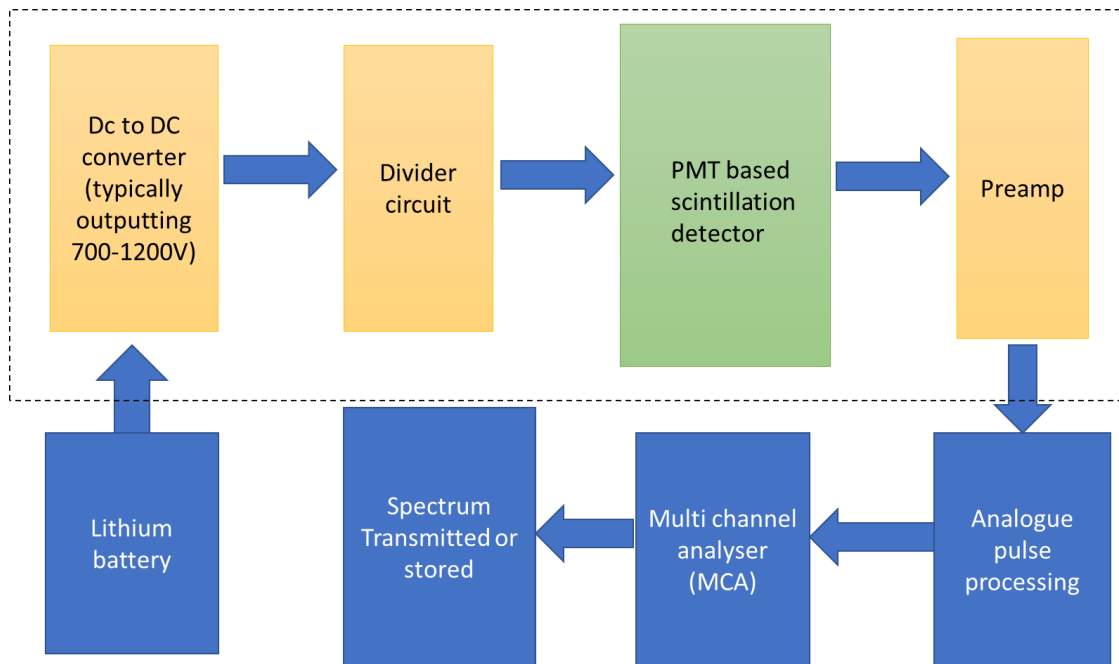 Dc to DC
converter
(typically
outputting
700-1200V)
Divider
circuit
PMT based
scintillation
detector
Preamp
Lithium
battery
Spectrum
Transmitted or
stored
Multi channel
analyser
(MCA)
Analogue
pulse
processing